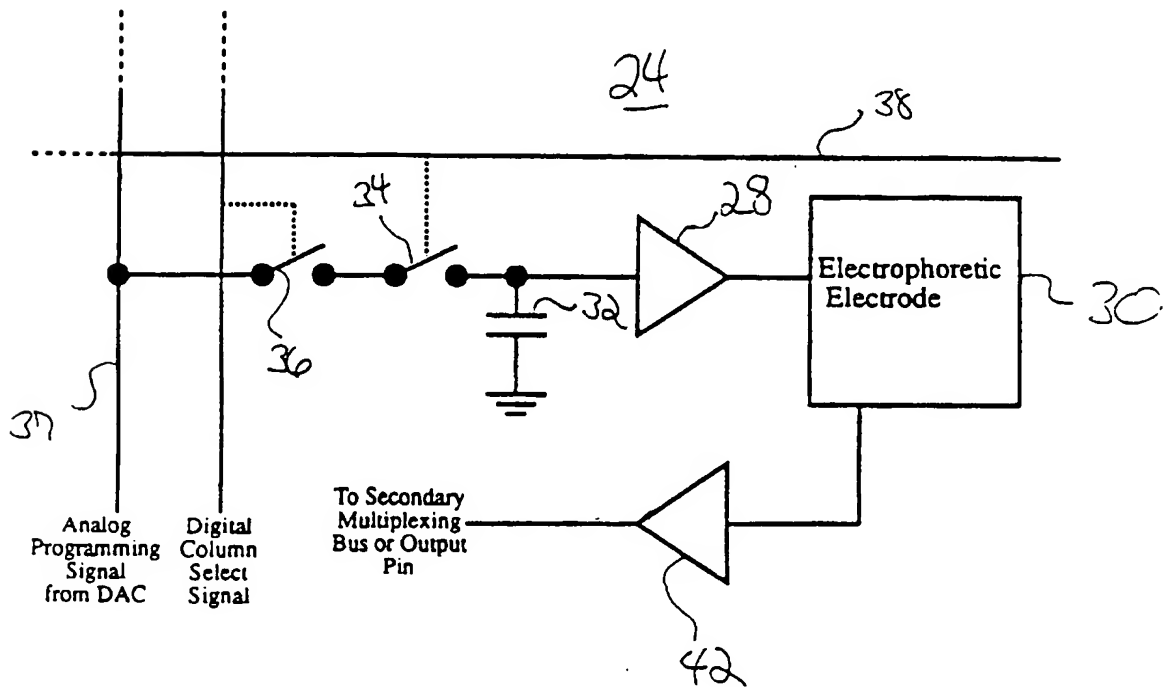 24
38
34
28
Electrophoretic
Electrode
30
32
36
37
To Secondary
Multiplexing
Bus or Output
Pin
Analog
Programming
Signal
from DAC
Digital
Column
Select
Signal
42